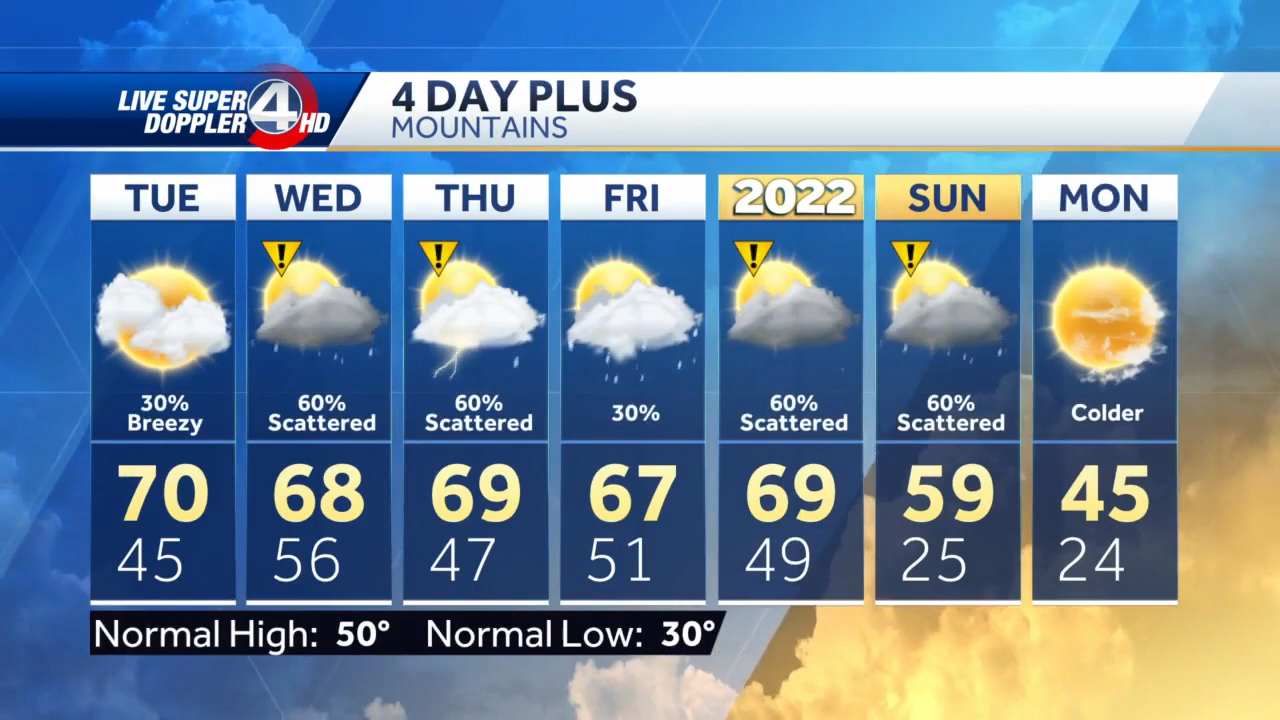 LIVE SUPER
DOPPLER 4 HD
4 DAY PLUS
MOUNTAINS
TUE WED THU FRI 2022 SUN MON
! ! ! !
30% Breezy
60% Scattered
60% Scattered
30%
60% Scattered
60% Scattered
Colder
70 68 69 67 69 59 45
45 56 47 51 49 25 24
Normal High: 50° Normal Low: 30°